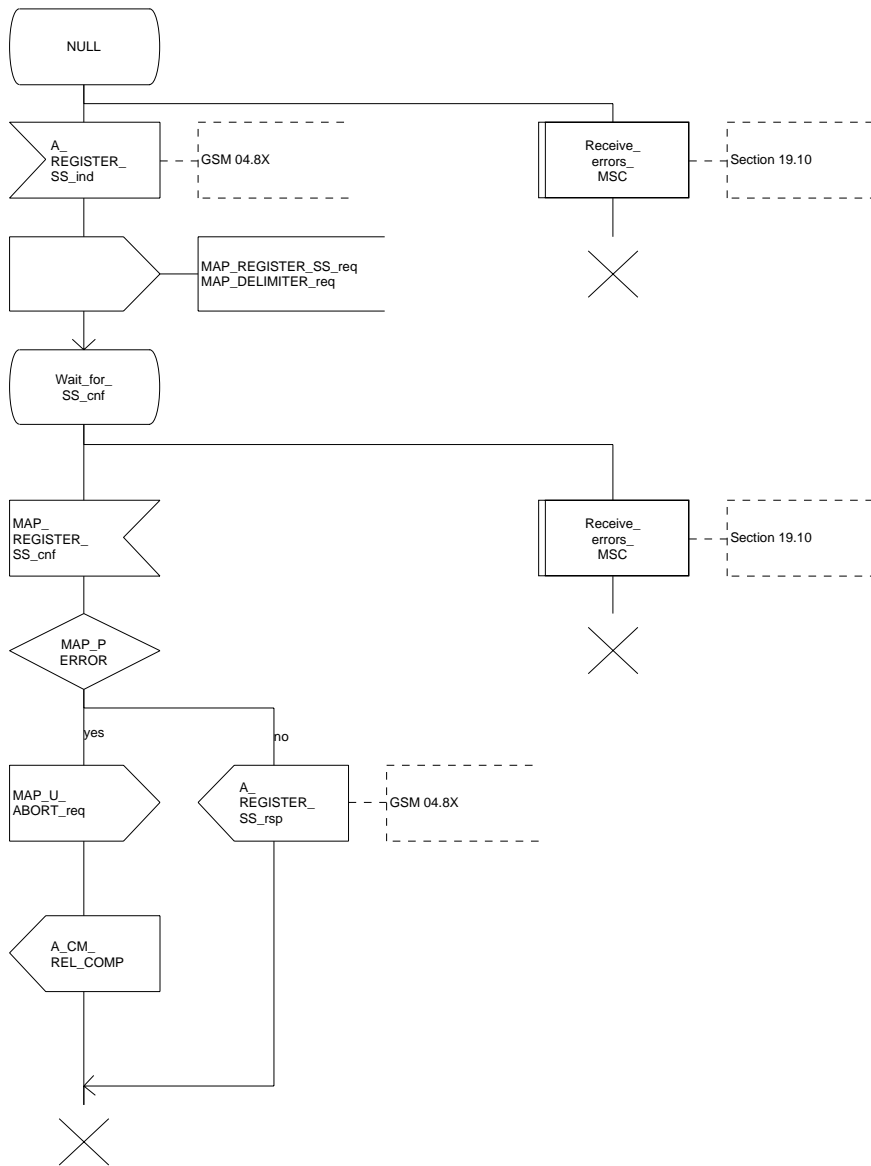 NULL
A_
REGISTER_
SS_ind
GSM 04.8X
Receive_
errors_
MSC
Section 19.10
MAP_REGISTER_SS_req
MAP_DELIMITER_req
Wait_for_
SS_cnf
MAP_
REGISTER_
SS_cnf
Receive_
errors_
MSC
Section 19.10
MAP_P
ERROR
yes
no
MAP_U_
ABORT_req
A_
REGISTER_
SS_rsp
GSM 04.8X
A_CM_
REL_COMP